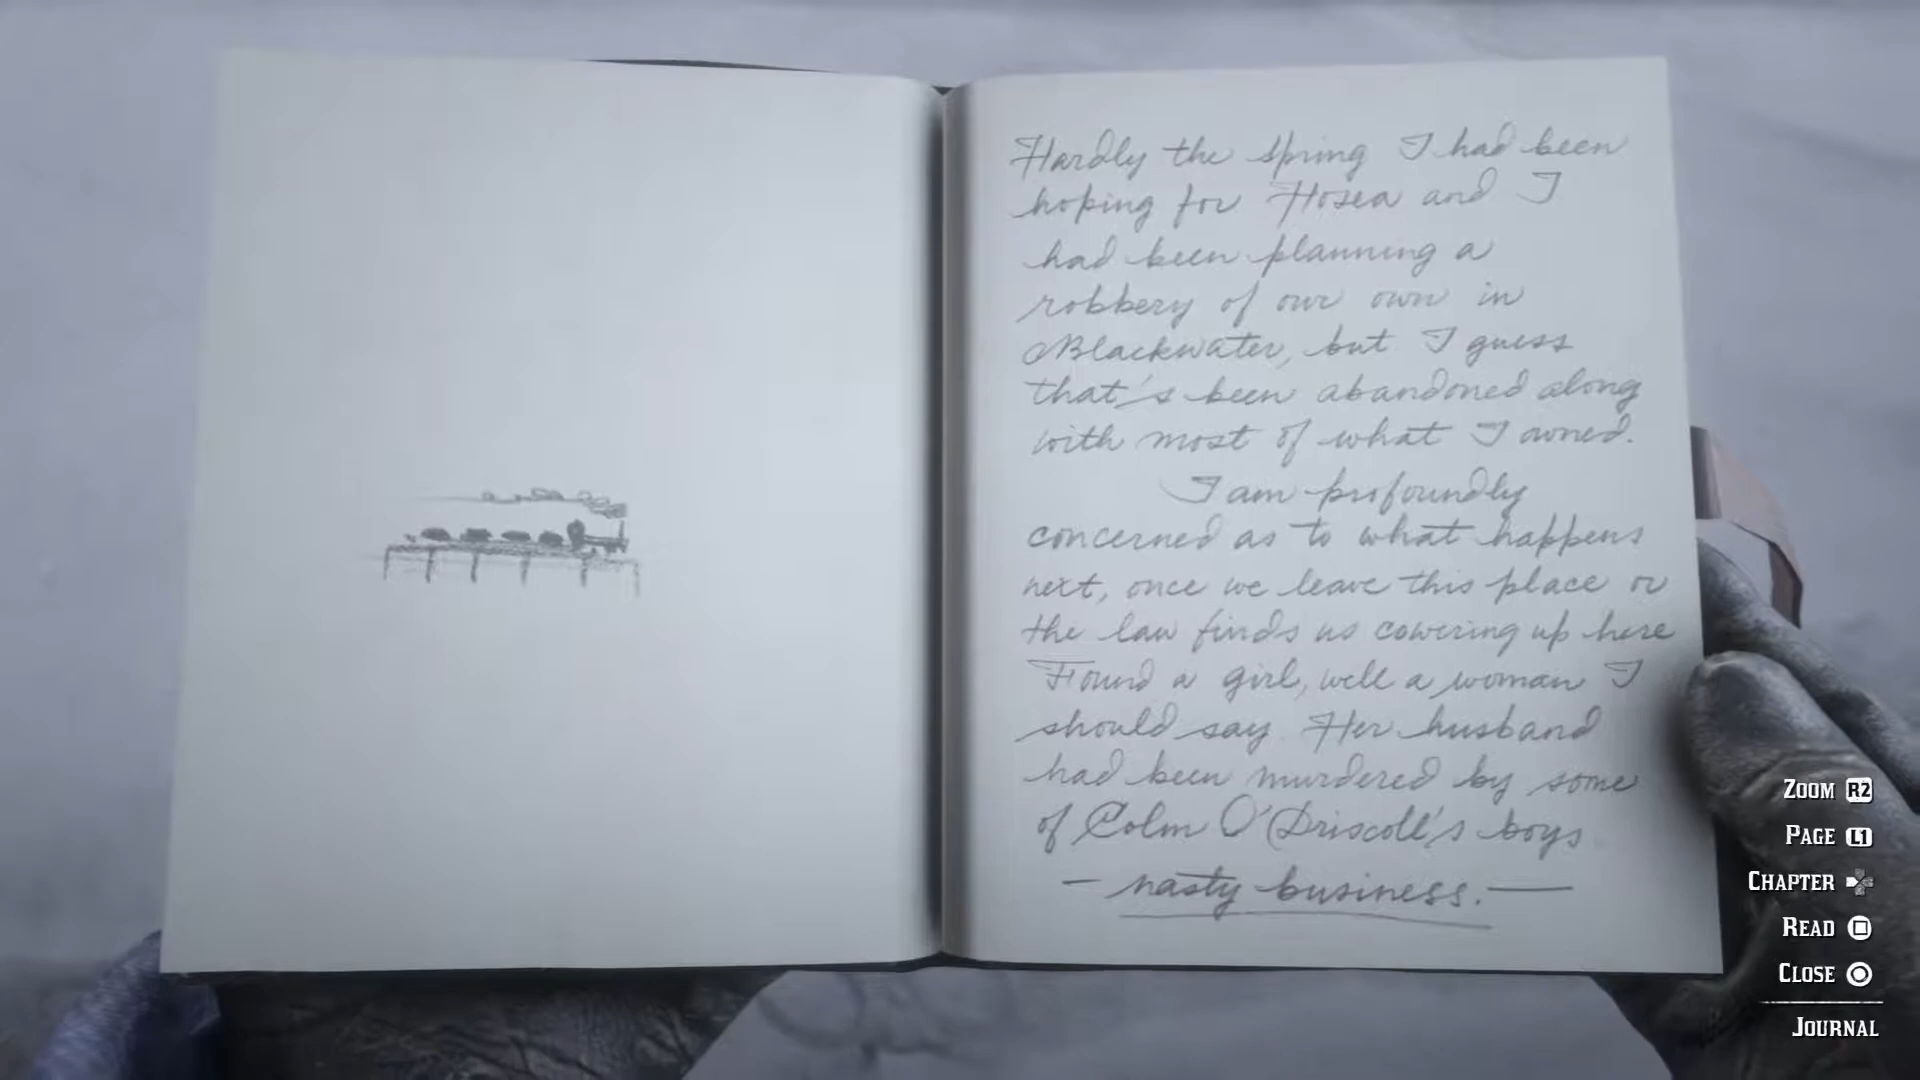 Hardly the spring I had been
hoping for Hosea and I
had been planning a
robbery of our own in
Blackwater, but I guess
that's been abandoned along
with most of what I owned.
I am profoundly
concerned as to what happens
next, once we leave this place or
the law finds us cowering up here
Found a girl, well a woman I
should say. Her husband
had been murdered by some
of Colm O'Driscoll's boys
— nasty business. —
ZOOM R2
PAGE L1
CHAPTER
READ
CLOSE
JOURNAL